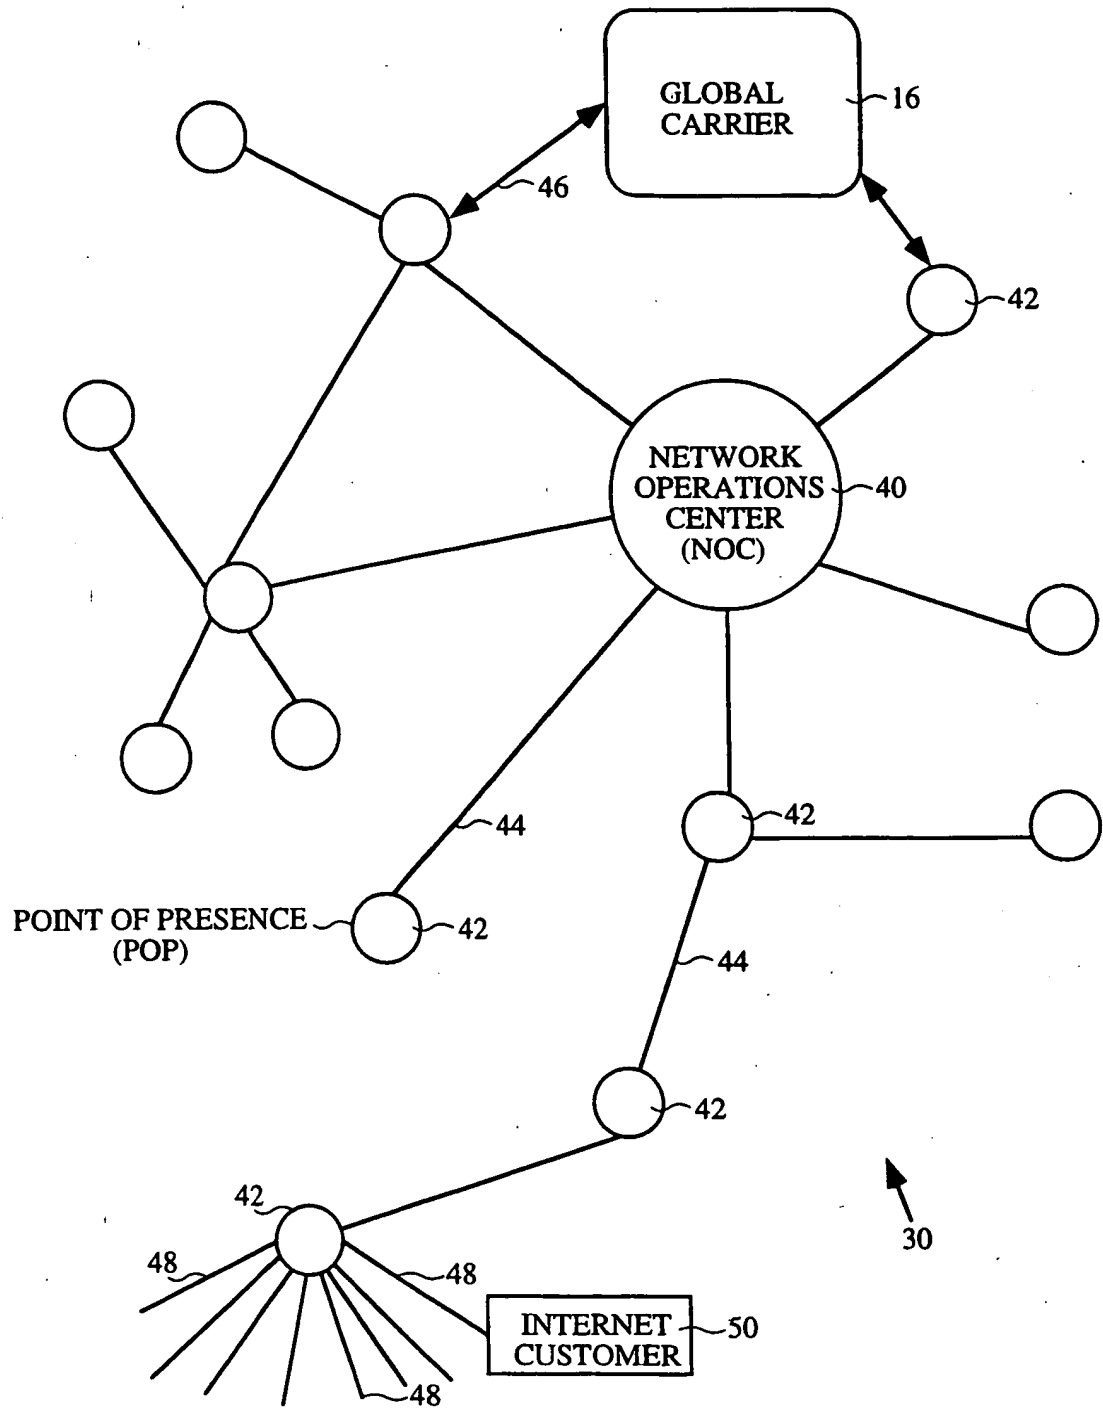 GLOBAL
CARRIER
16
46
42
NETWORK
OPERATIONS
CENTER
(NOC)
40
44
42
POINT OF PRESENCE
(POP)
42
44
42
42
30
48
48
INTERNET
CUSTOMER
50
48